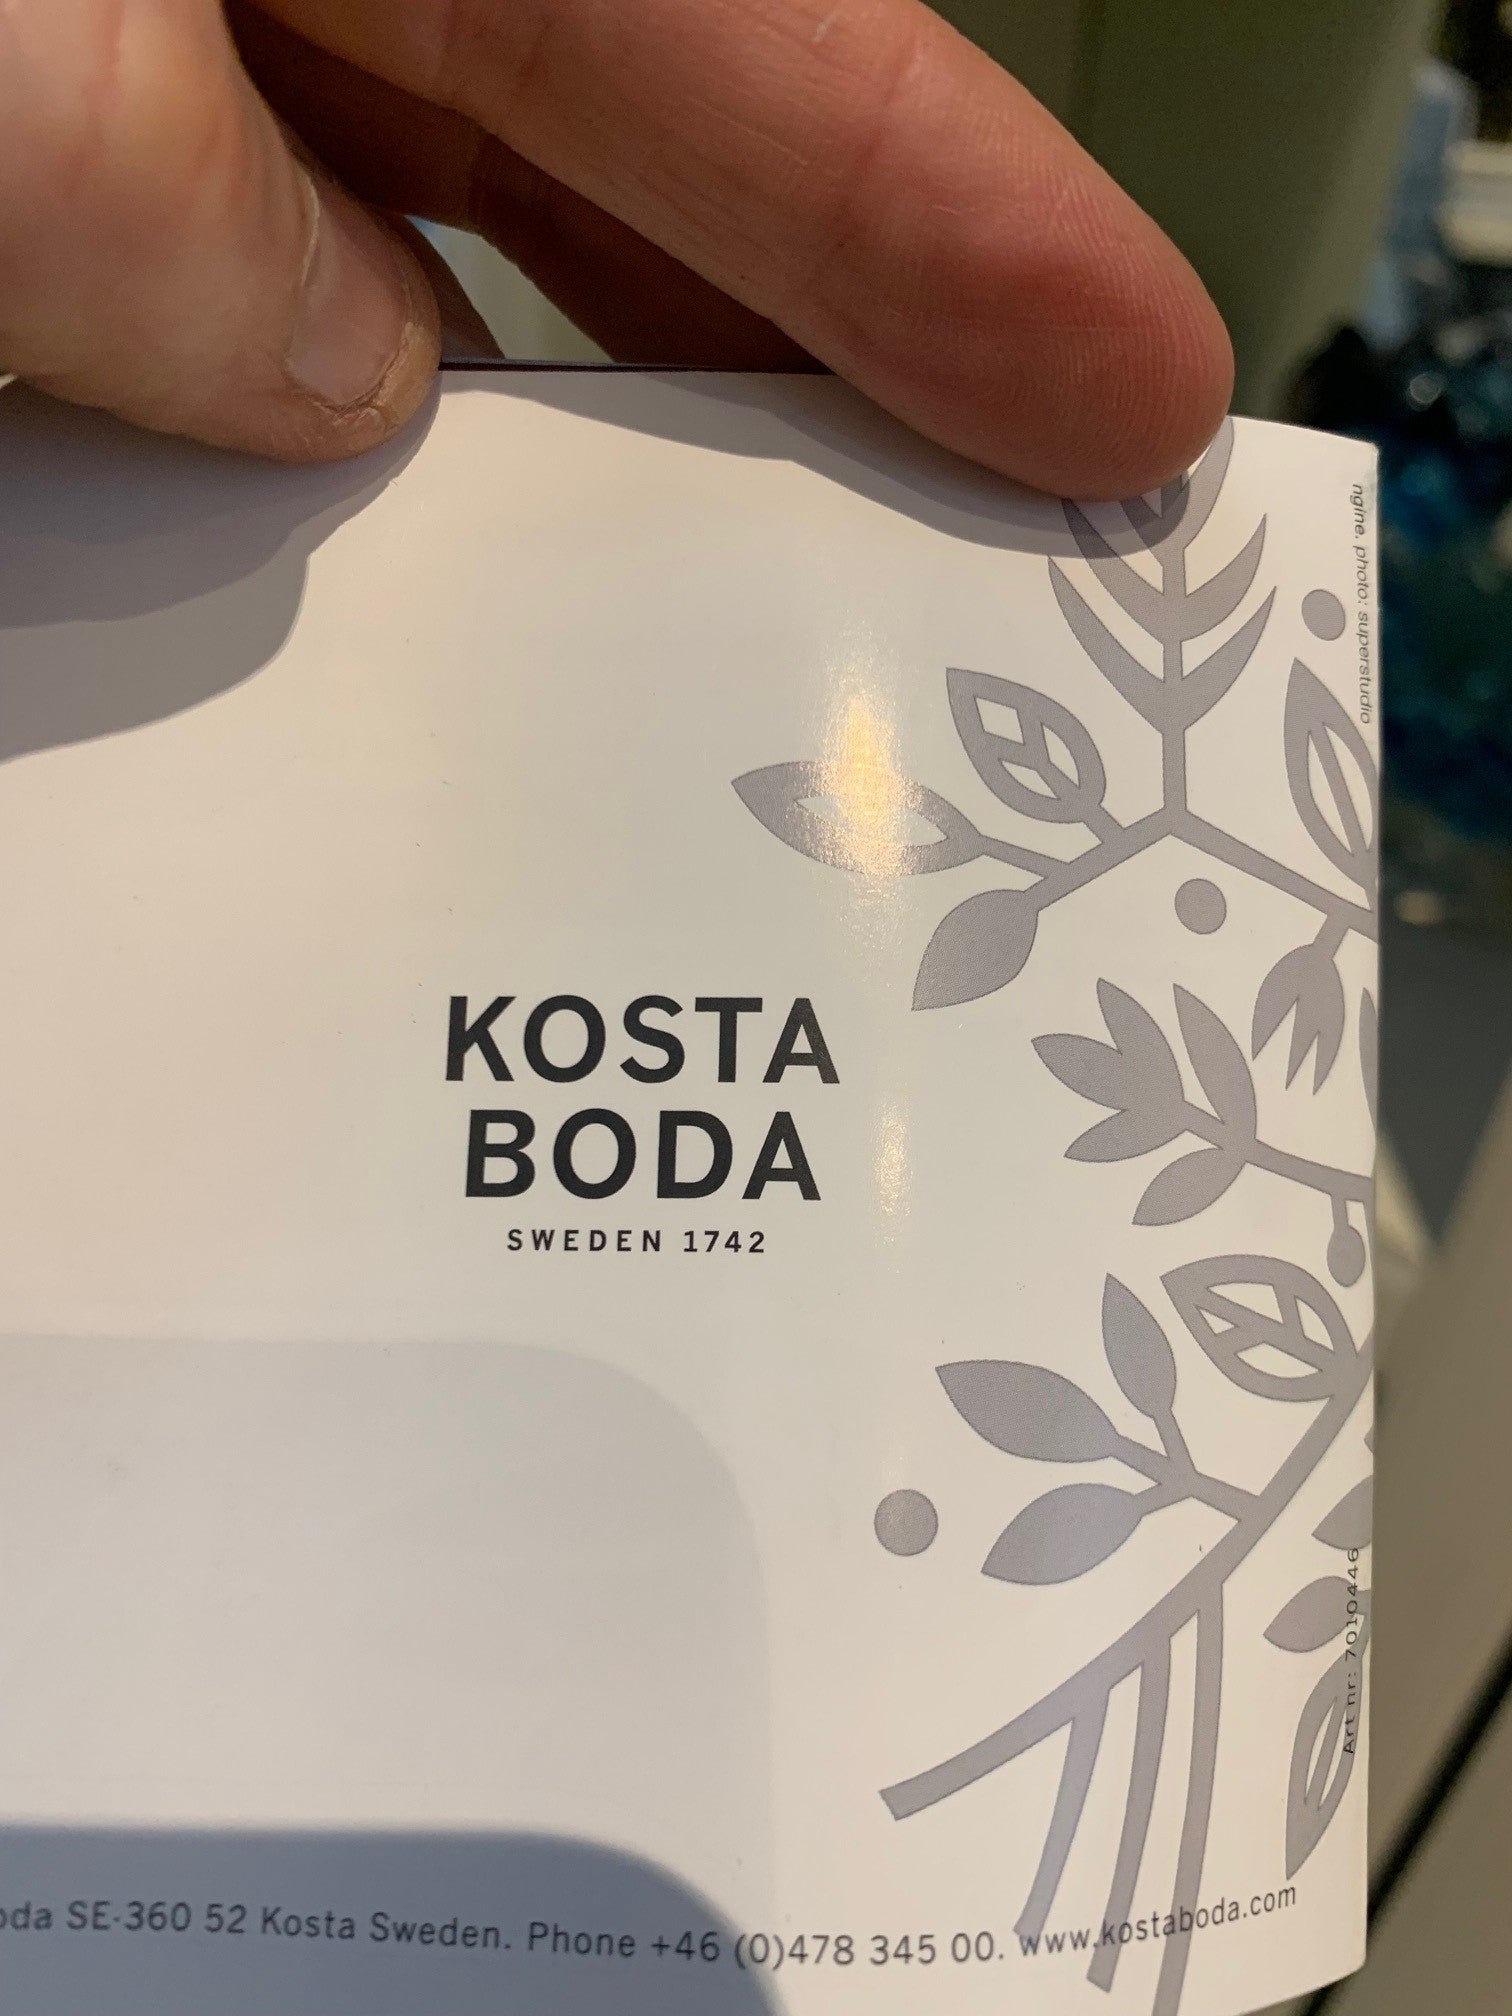 photo: superstudio
KOSTA
BODA
SWEDEN 1742
Art nr: 7010446
SE-360 52 Kosta Sweden. Phone +46 (0)478 345 00. www.kostaboda.com